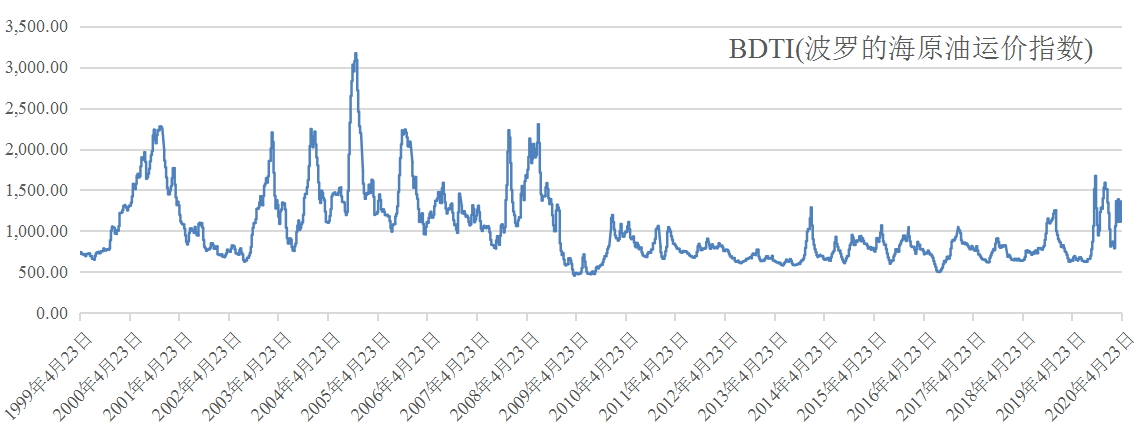 BDTI(波罗的海原油运价指数)
3,500.00
3,000.00
2,500.00
2,000.00
1,500.00
1,000.00
500.00
0.00
1999年4月23日
2000年4月23日
2001年4月23日
2002年4月23日
2003年4月23日
2004年4月23日
2005年4月23日
2006年4月23日
2007年4月23日
2008年4月23日
2009年4月23日
2010年4月23日
2011年4月23日
2012年4月23日
2013年4月23日
2014年4月23日
2015年4月23日
2016年4月23日
2017年4月23日
2018年4月23日
2019年4月23日
2020年4月23日